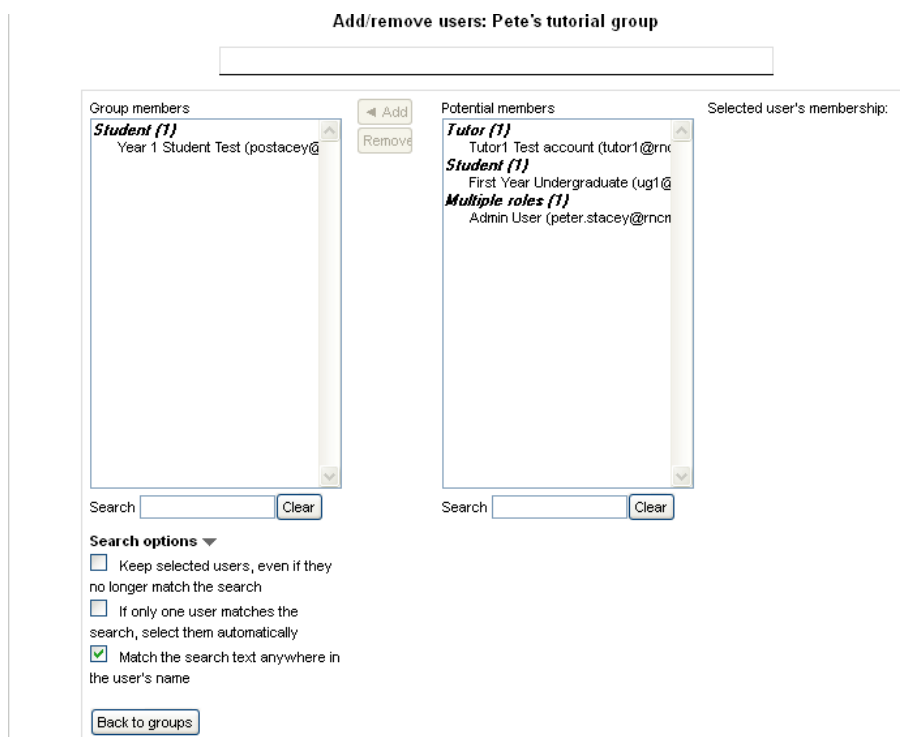 Add/remove users: Pete's tutorial group
Group members
Student (1)
Year 1 Student Test (postacey@
◄ Add
Remove
Potential members
Tutor (1)
Tutor1 Test account (tutor1@rnc
Student (1)
First Year Undergraduate (ug1@
Multiple roles (1)
Admin User (peter.stacey@rncm
Selected user's membership:
Search
Clear
Search
Clear
Search options
Keep selected users, even if they
no longer match the search
If only one user matches the
search, select them automatically
Match the search text anywhere in
the user's name
Back to groups